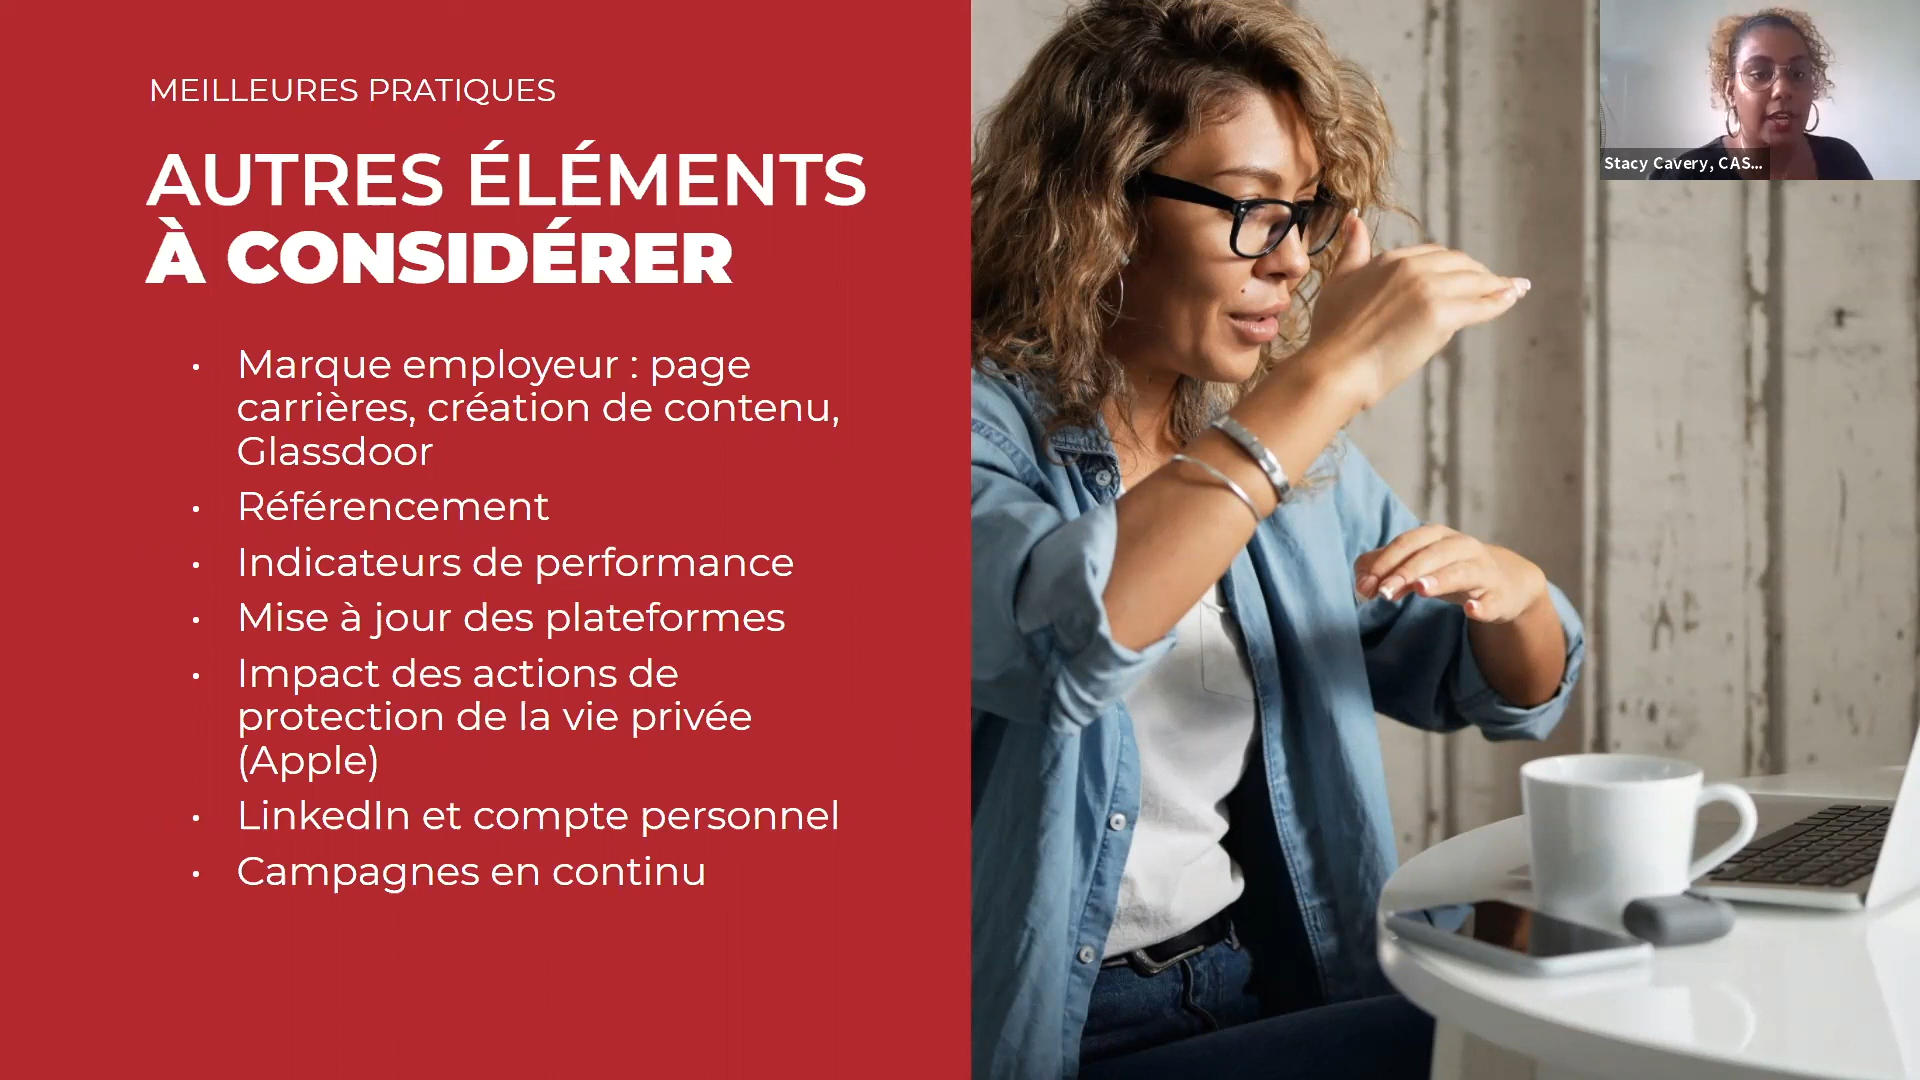 MEILLEURES PRATIQUES
AUTRES ÉLÉMENTS
À CONSIDÉRER
• Marque employeur : page
carrières, création de contenu,
Glassdoor
• Référencement
• Indicateurs de performance
• Mise à jour des plateformes
• Impact des actions de
protection de la vie privée
(Apple)
• LinkedIn et compte personnel
• Campagnes en continu
Stacy Cavery, CAS...